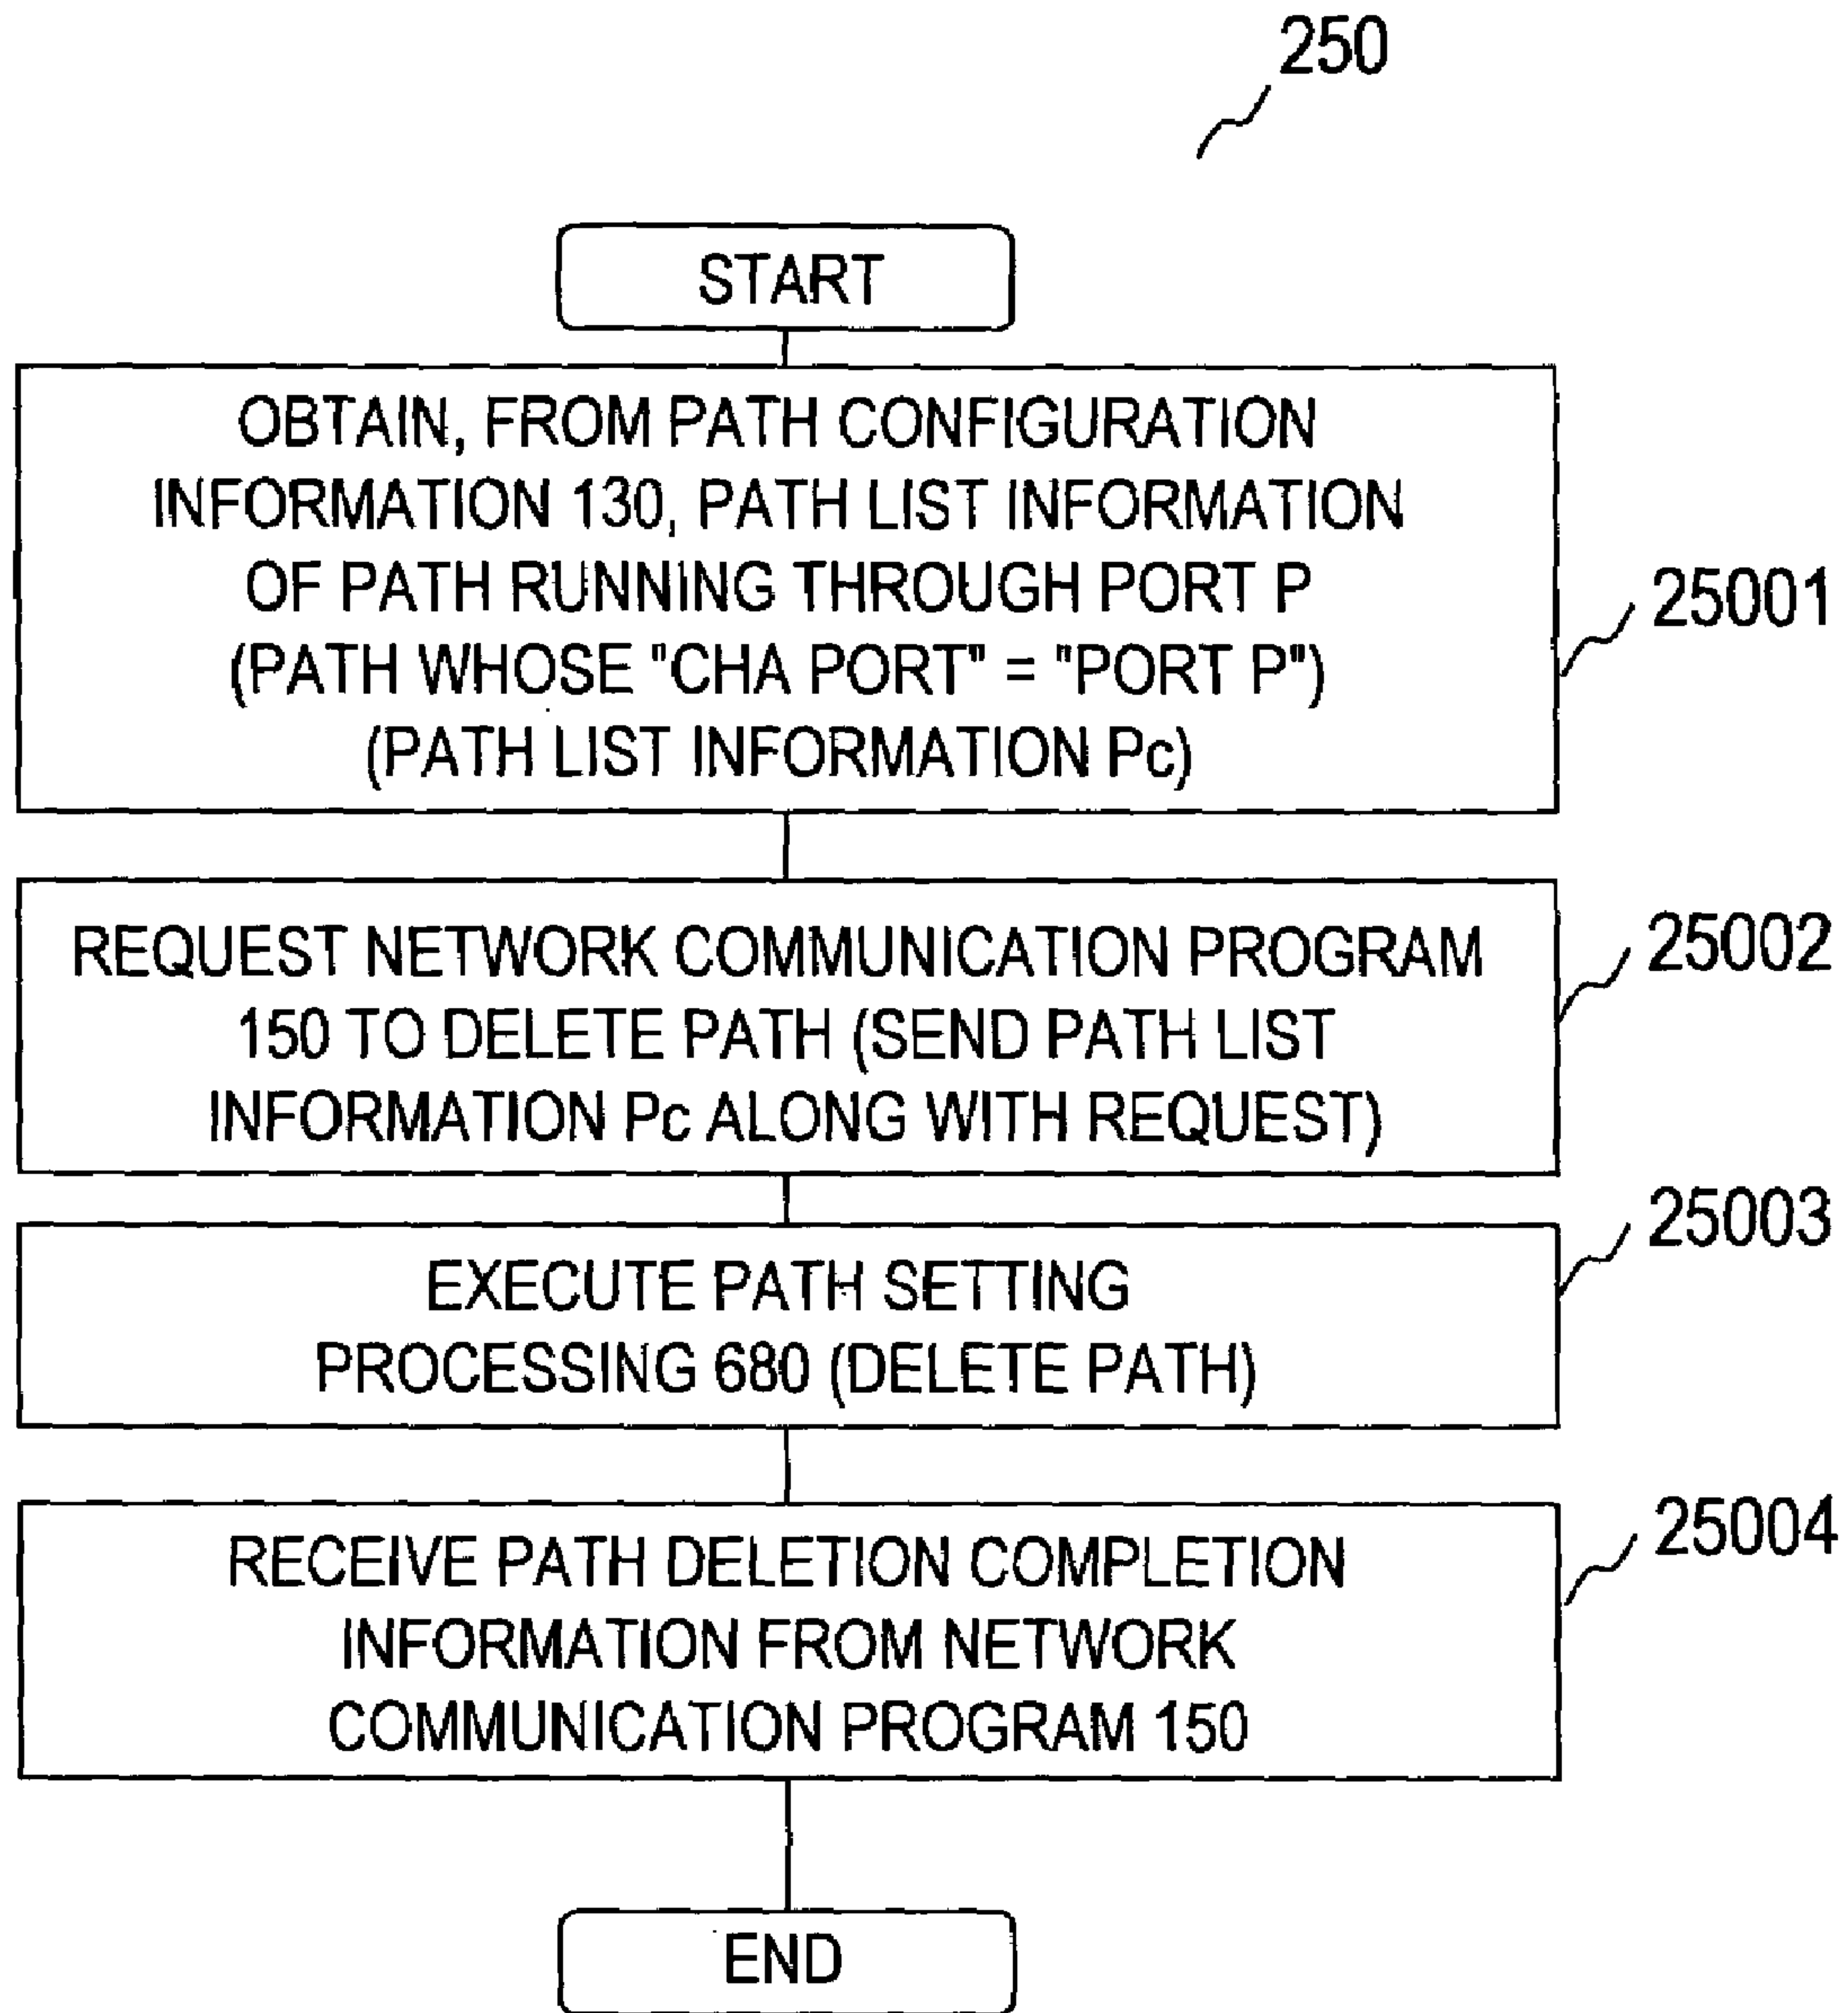 250
START
OBTAIN, FROM PATH CONFIGURATION
INFORMATION 130, PATH LIST INFORMATION
OF PATH RUNNING THROUGH PORT P
(PATH WHOSE "CHA PORT" = "PORT P")
(PATH LIST INFORMATION Pc)
25001
REQUEST NETWORK COMMUNICATION PROGRAM
150 TO DELETE PATH (SEND PATH LIST
INFORMATION Pc ALONG WITH REQUEST)
25002
EXECUTE PATH SETTING
PROCESSING 680 (DELETE PATH)
25003
RECEIVE PATH DELETION COMPLETION
INFORMATION FROM NETWORK
COMMUNICATION PROGRAM 150
25004
END